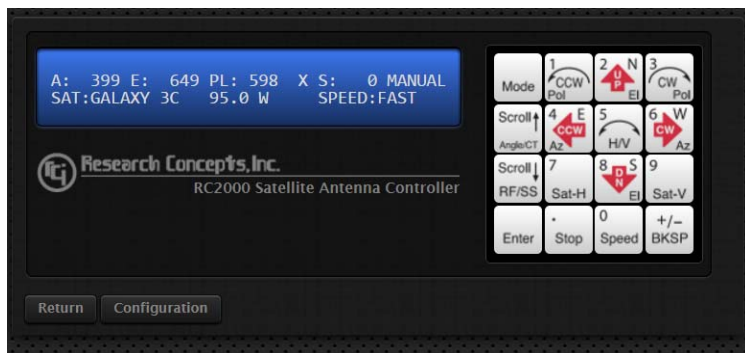 A: 399 E: 649 PL: 598 X S: 0 MANUAL
SAT:GALAXY 3C 95.0 W SPEED:FAST
rci Research Concepts, Inc.
RC2000 Satellite Antenna Controller
Mode
1 CCW Pol
2 N UP El
3 CW Pol
Scroll Angle/CT
4 E CCW Az
5 H/V
6 W CW Az
Scroll RF/SS
7 Sat-H
8 S DN El
9 Sat-V
Enter
. Stop
0 Speed
+/- BKSP
Return
Configuration